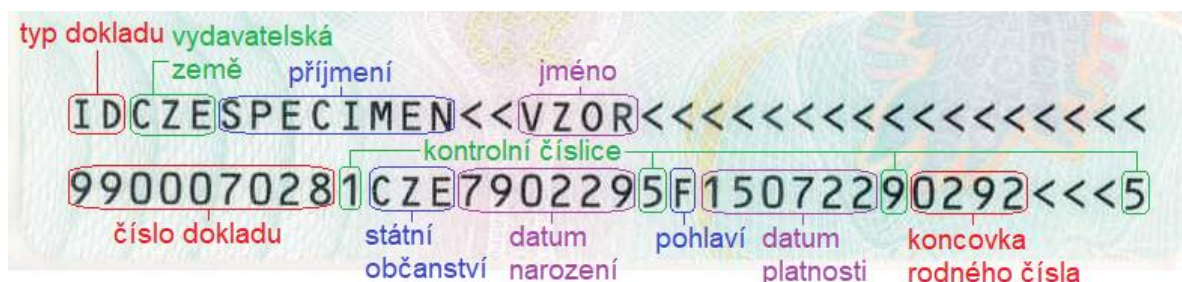 typ dokladu vydavatelská
země příjmení jméno
IDCZESPECIMEN<<VZOR<<<<<<<<<<<<<<<<<
kontrolní číslice
9900070281CZE7902295F15072290292<<<5
číslo dokladu státní datum pohlaví datum koncovka
občanství narození platnosti rodného čísla